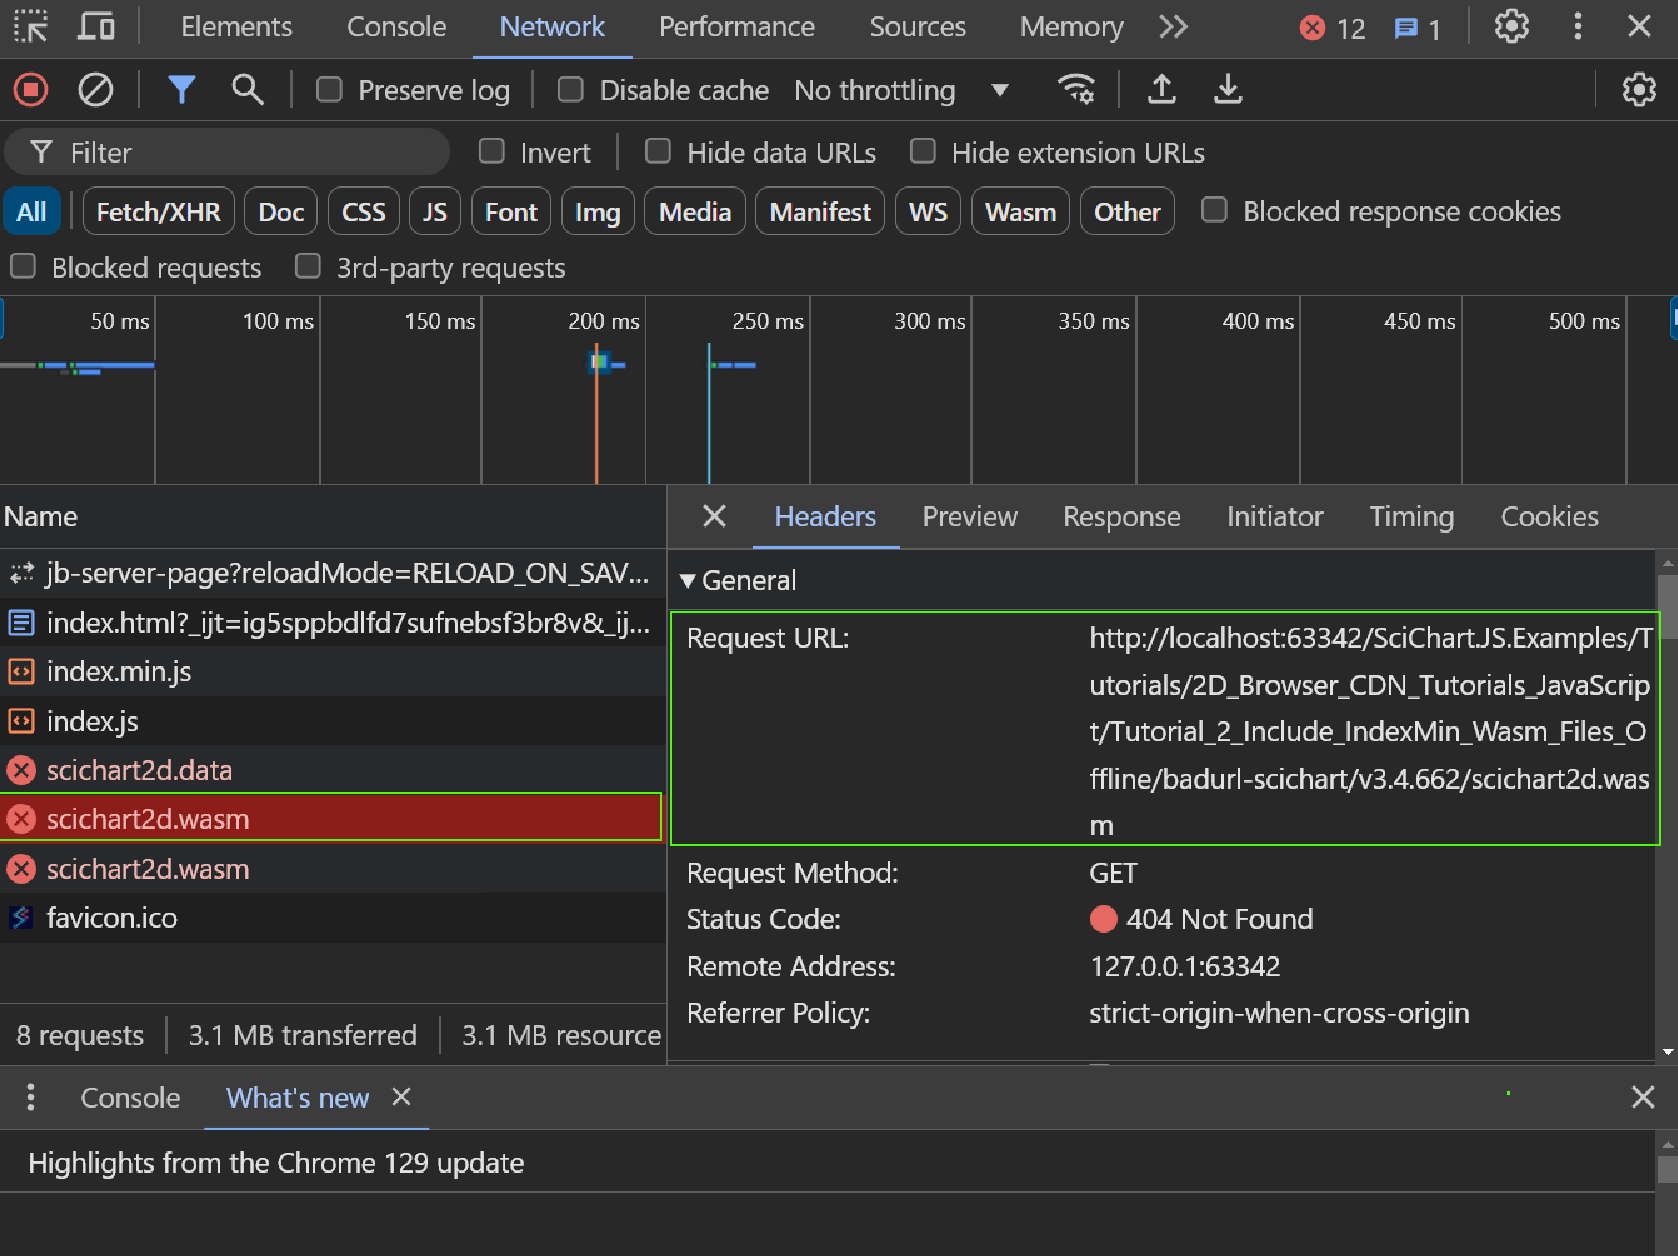 Elements Console Network Performance Sources Memory 12 1
Preserve log Disable cache No throttling
Filter Invert Hide data URLs Hide extension URLs
All Fetch/XHR Doc CSS JS Font Img Media Manifest WS Wasm Other Blocked response cookies
Blocked requests 3rd-party requests
50 ms 100 ms 150 ms 200 ms 250 ms 300 ms 350 ms 400 ms 450 ms 500 ms
Name
jb-server-page?reloadMode=RELOAD_ON_SAV...
index.html?_ijt=ig5sppbdlfd7sufnebsf3br8v&_ij...
index.min.js
index.js
scichart2d.data
scichart2d.wasm
scichart2d.wasm
favicon.ico
8 requests 3.1 MB transferred 3.1 MB resource
Headers Preview Response Initiator Timing Cookies
General
Request URL: http://localhost:63342/SciChart.JS.Examples/T
utorials/2D_Browser_CDN_Tutorials_JavaScrip
t/Tutorial_2_Include_IndexMin_Wasm_Files_O
ffline/badurl-scichart/v3.4.662/scichart2d.was
m
Request Method: GET
Status Code: 404 Not Found
Remote Address: 127.0.0.1:63342
Referrer Policy: strict-origin-when-cross-origin
Console What's new
Highlights from the Chrome 129 update